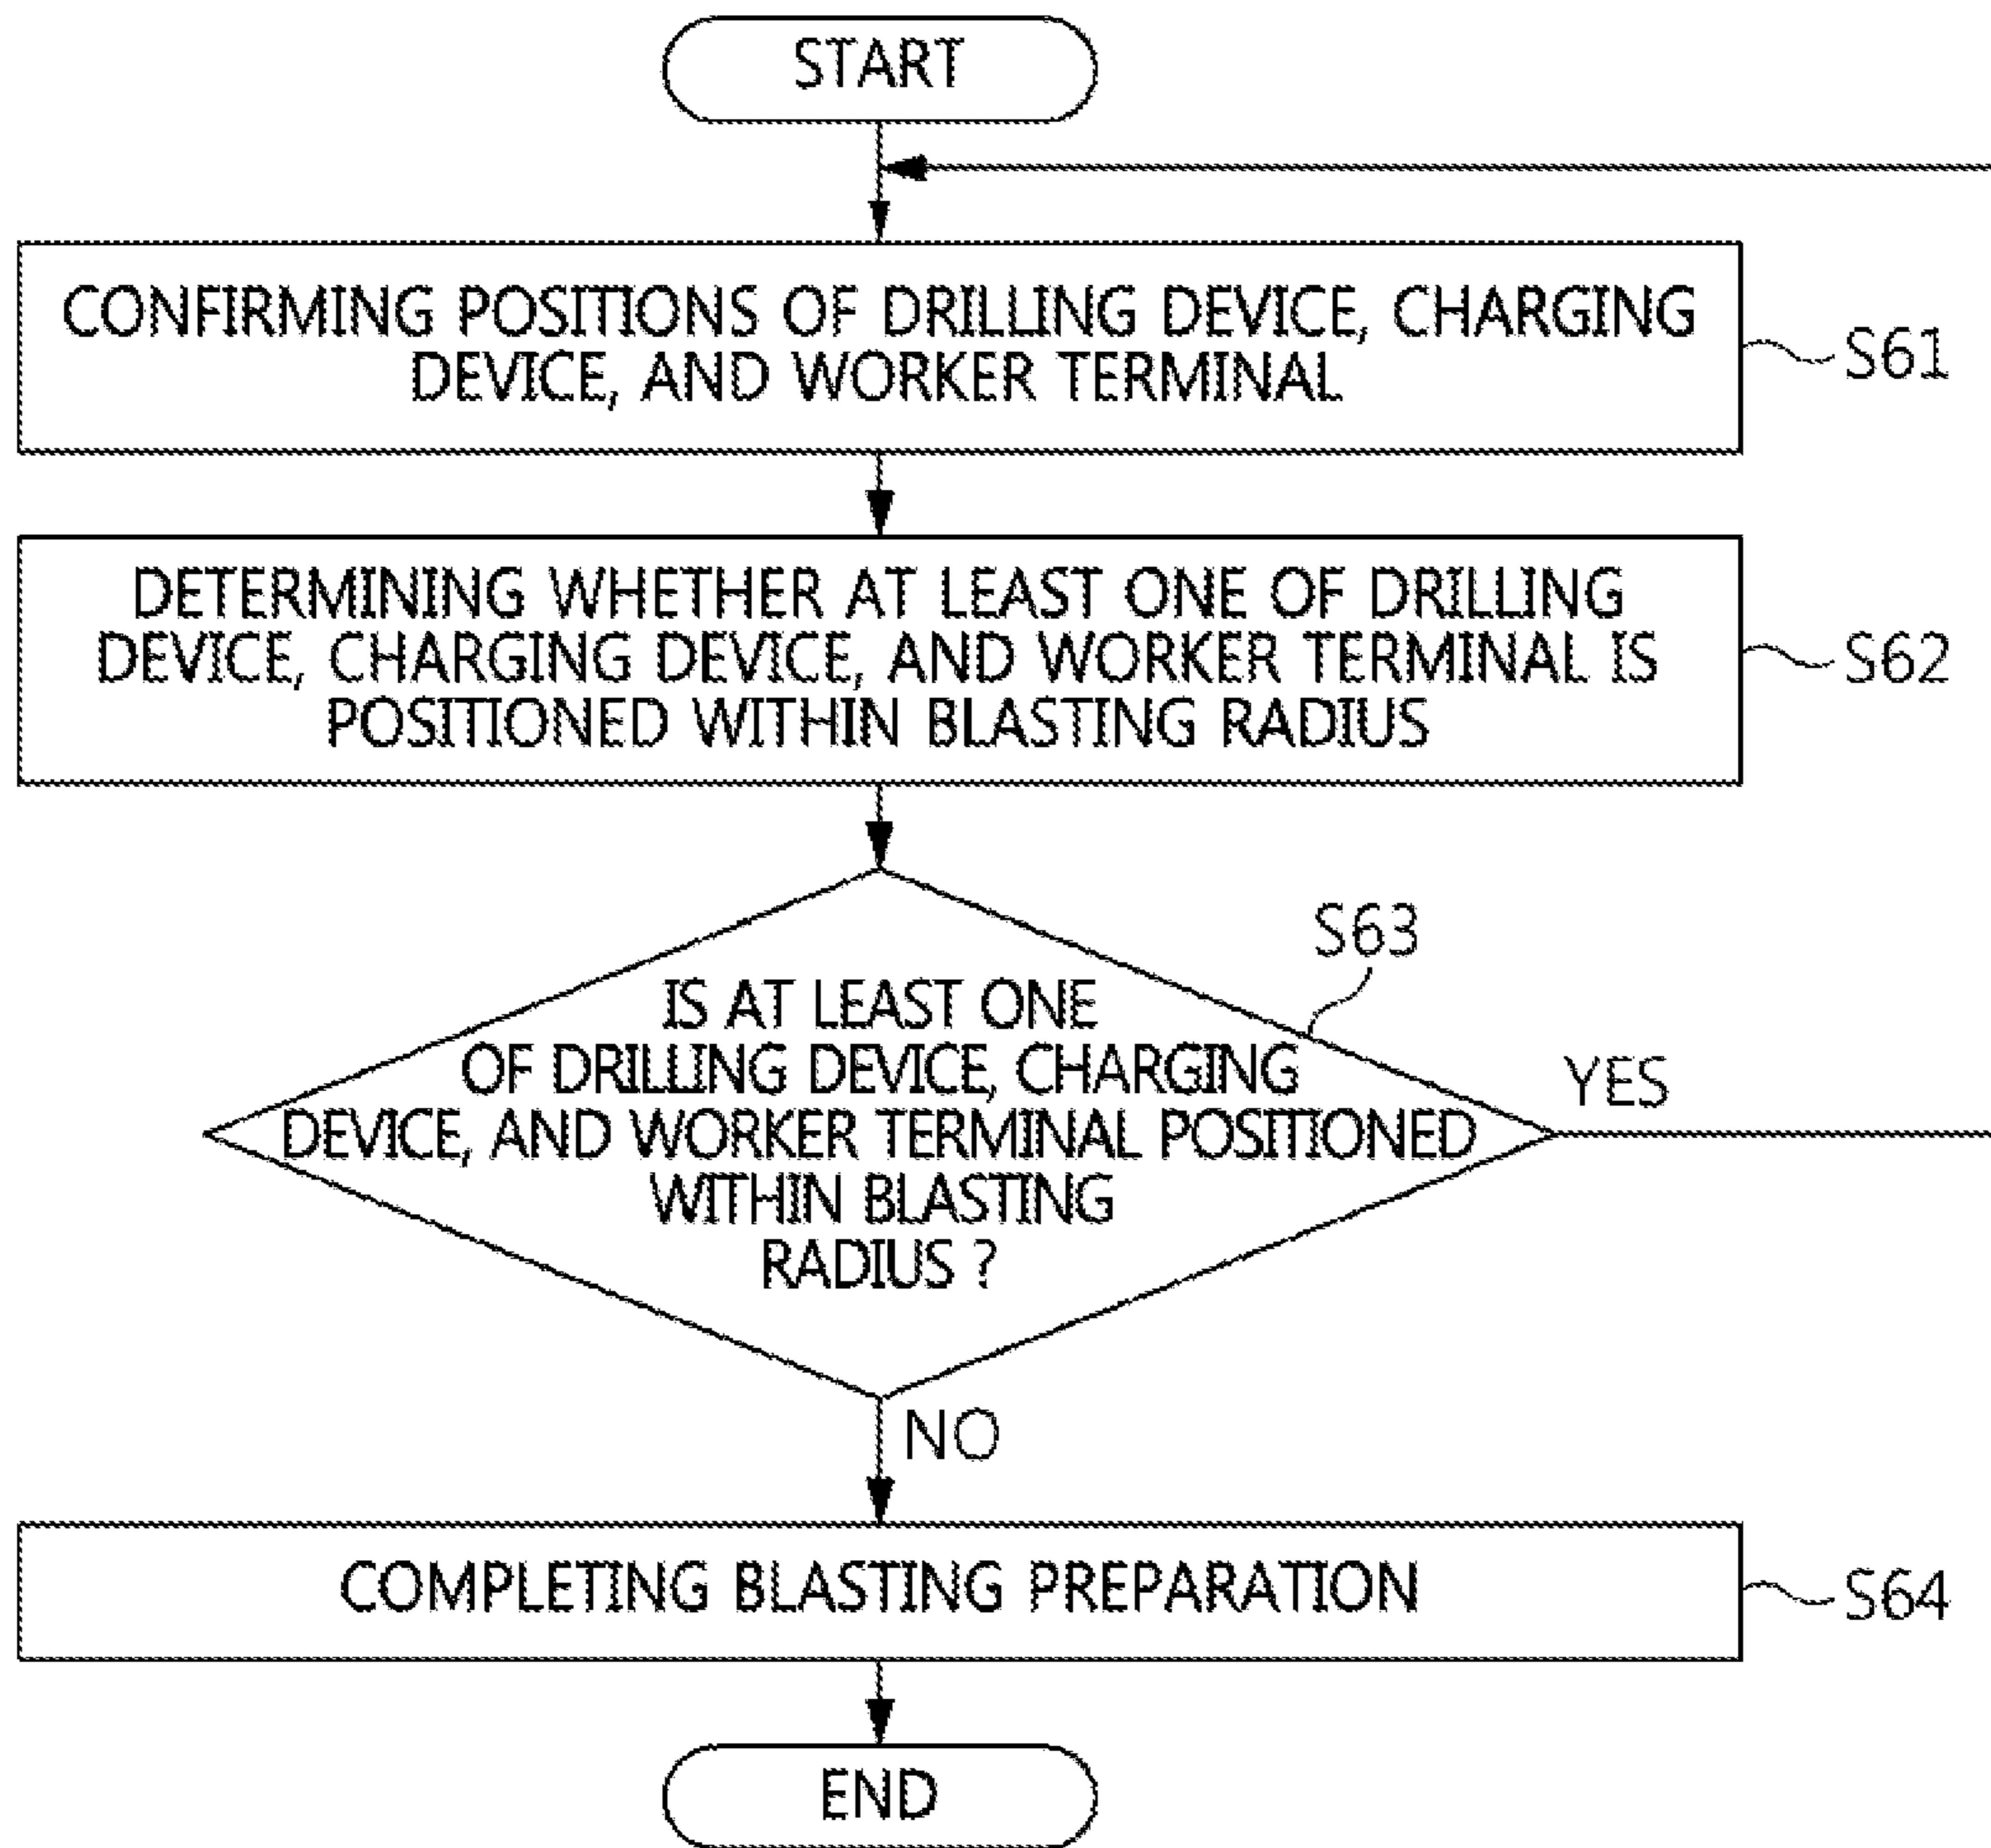 START
CONFIRMING POSITIONS OF DRILLING DEVICE, CHARGING
DEVICE, AND WORKER TERMINAL
S61
DETERMINING WHETHER AT LEAST ONE OF DRILLING
DEVICE, CHARGING DEVICE, AND WORKER TERMINAL IS
POSITIONED WITHIN BLASTING RADIUS
S62
S63
IS AT LEAST ONE
OF DRILLING DEVICE, CHARGING
DEVICE, AND WORKER TERMINAL POSITIONED
WITHIN BLASTING
RADIUS ?
YES
NO
COMPLETING BLASTING PREPARATION
S64
END